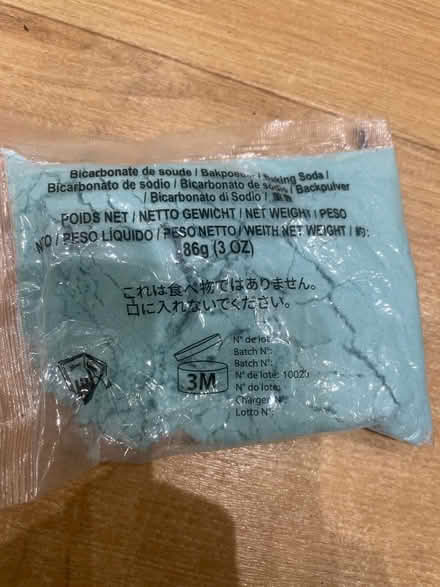 Bicarbonate de soude / Bakpoeder / Baking Soda /
Bicarbonato de sódio / Bicarbonato de sodio / Backpulver
/ Bicarbonato di Sodio /
POIDS NET / NETTO GEWICHT / NET WEIGHT / PESO
/ PESO LÍQUIDO / PESO NETTO / WEITH NET WEIGHT / 約:
86g (3 OZ)
これは食べ物ではありません。
口に入れないでください。
N° de lot
Batch N°:
Batch N°:
N° de lote: 10020
N° do lote:
Charge
Lotto N°:
3M